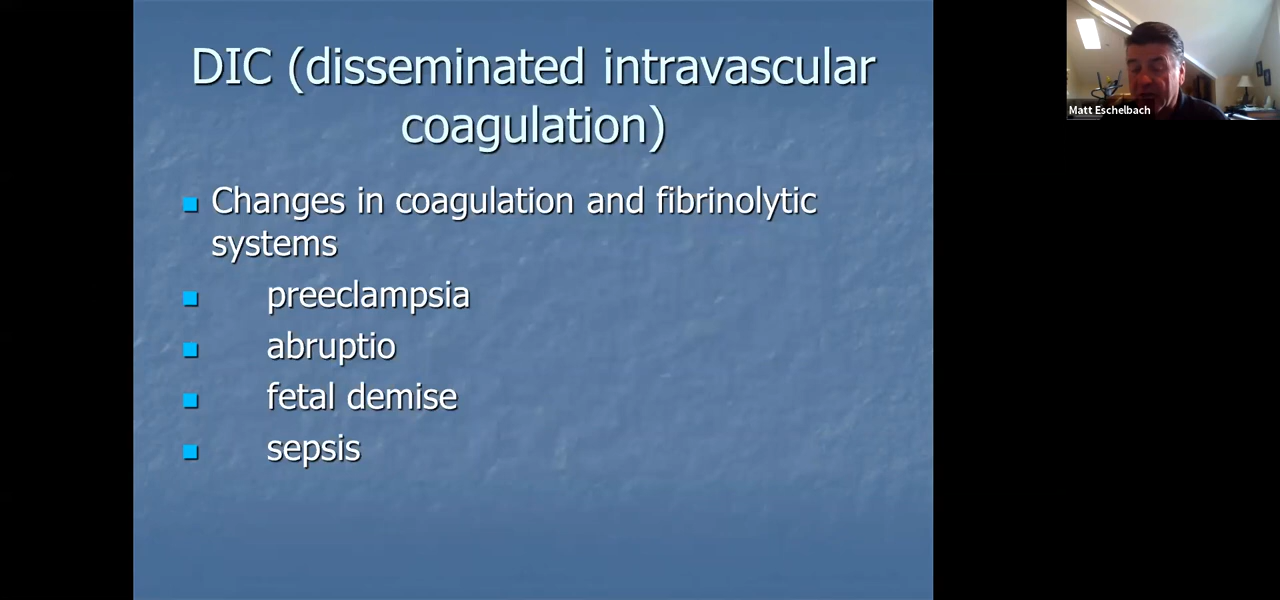 DIC (disseminated intravascular
coagulation)
Changes in coagulation and fibrinolytic
systems
preeclampsia
abruptio
fetal demise
sepsis
Matt Eschelbach